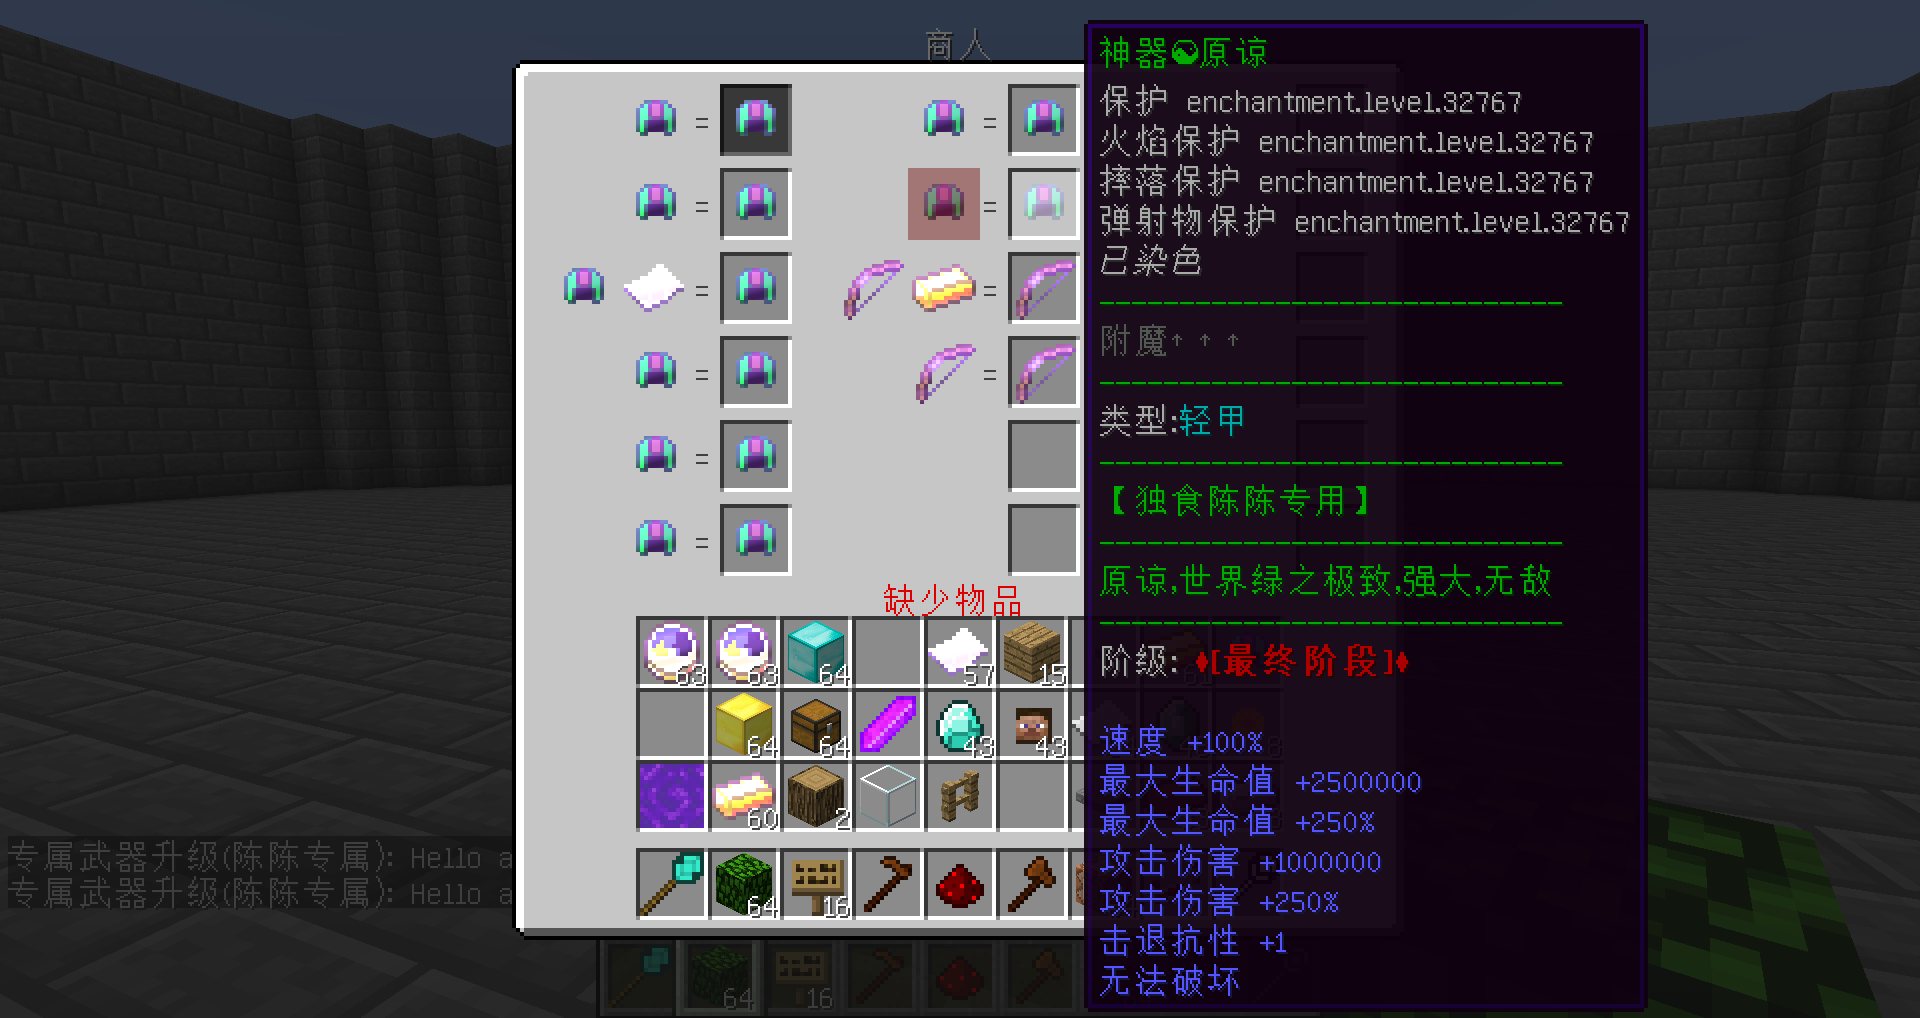 商人
神器☯原谅
保护 enchantment.level.32767
火焰保护 enchantment.level.32767
摔落保护 enchantment.level.32767
弹射物保护 enchantment.level.32767
已染色
附魔↑ ↑ ↑
类型:轻甲
【独食陈陈专用】
原谅,世界绿之极致,强大,无敌
阶级: ♦[最终阶段]♦
速度 +100%
最大生命值 +2500000
最大生命值 +250%
攻击伤害 +1000000
攻击伤害 +250%
击退抗性 +1
无法破坏
缺少物品
63 63 64 57 15
64 64 43 43
60 2
64 16
专属武器升级(陈陈专属): Hello a
专属武器升级(陈陈专属): Hello a
64 16